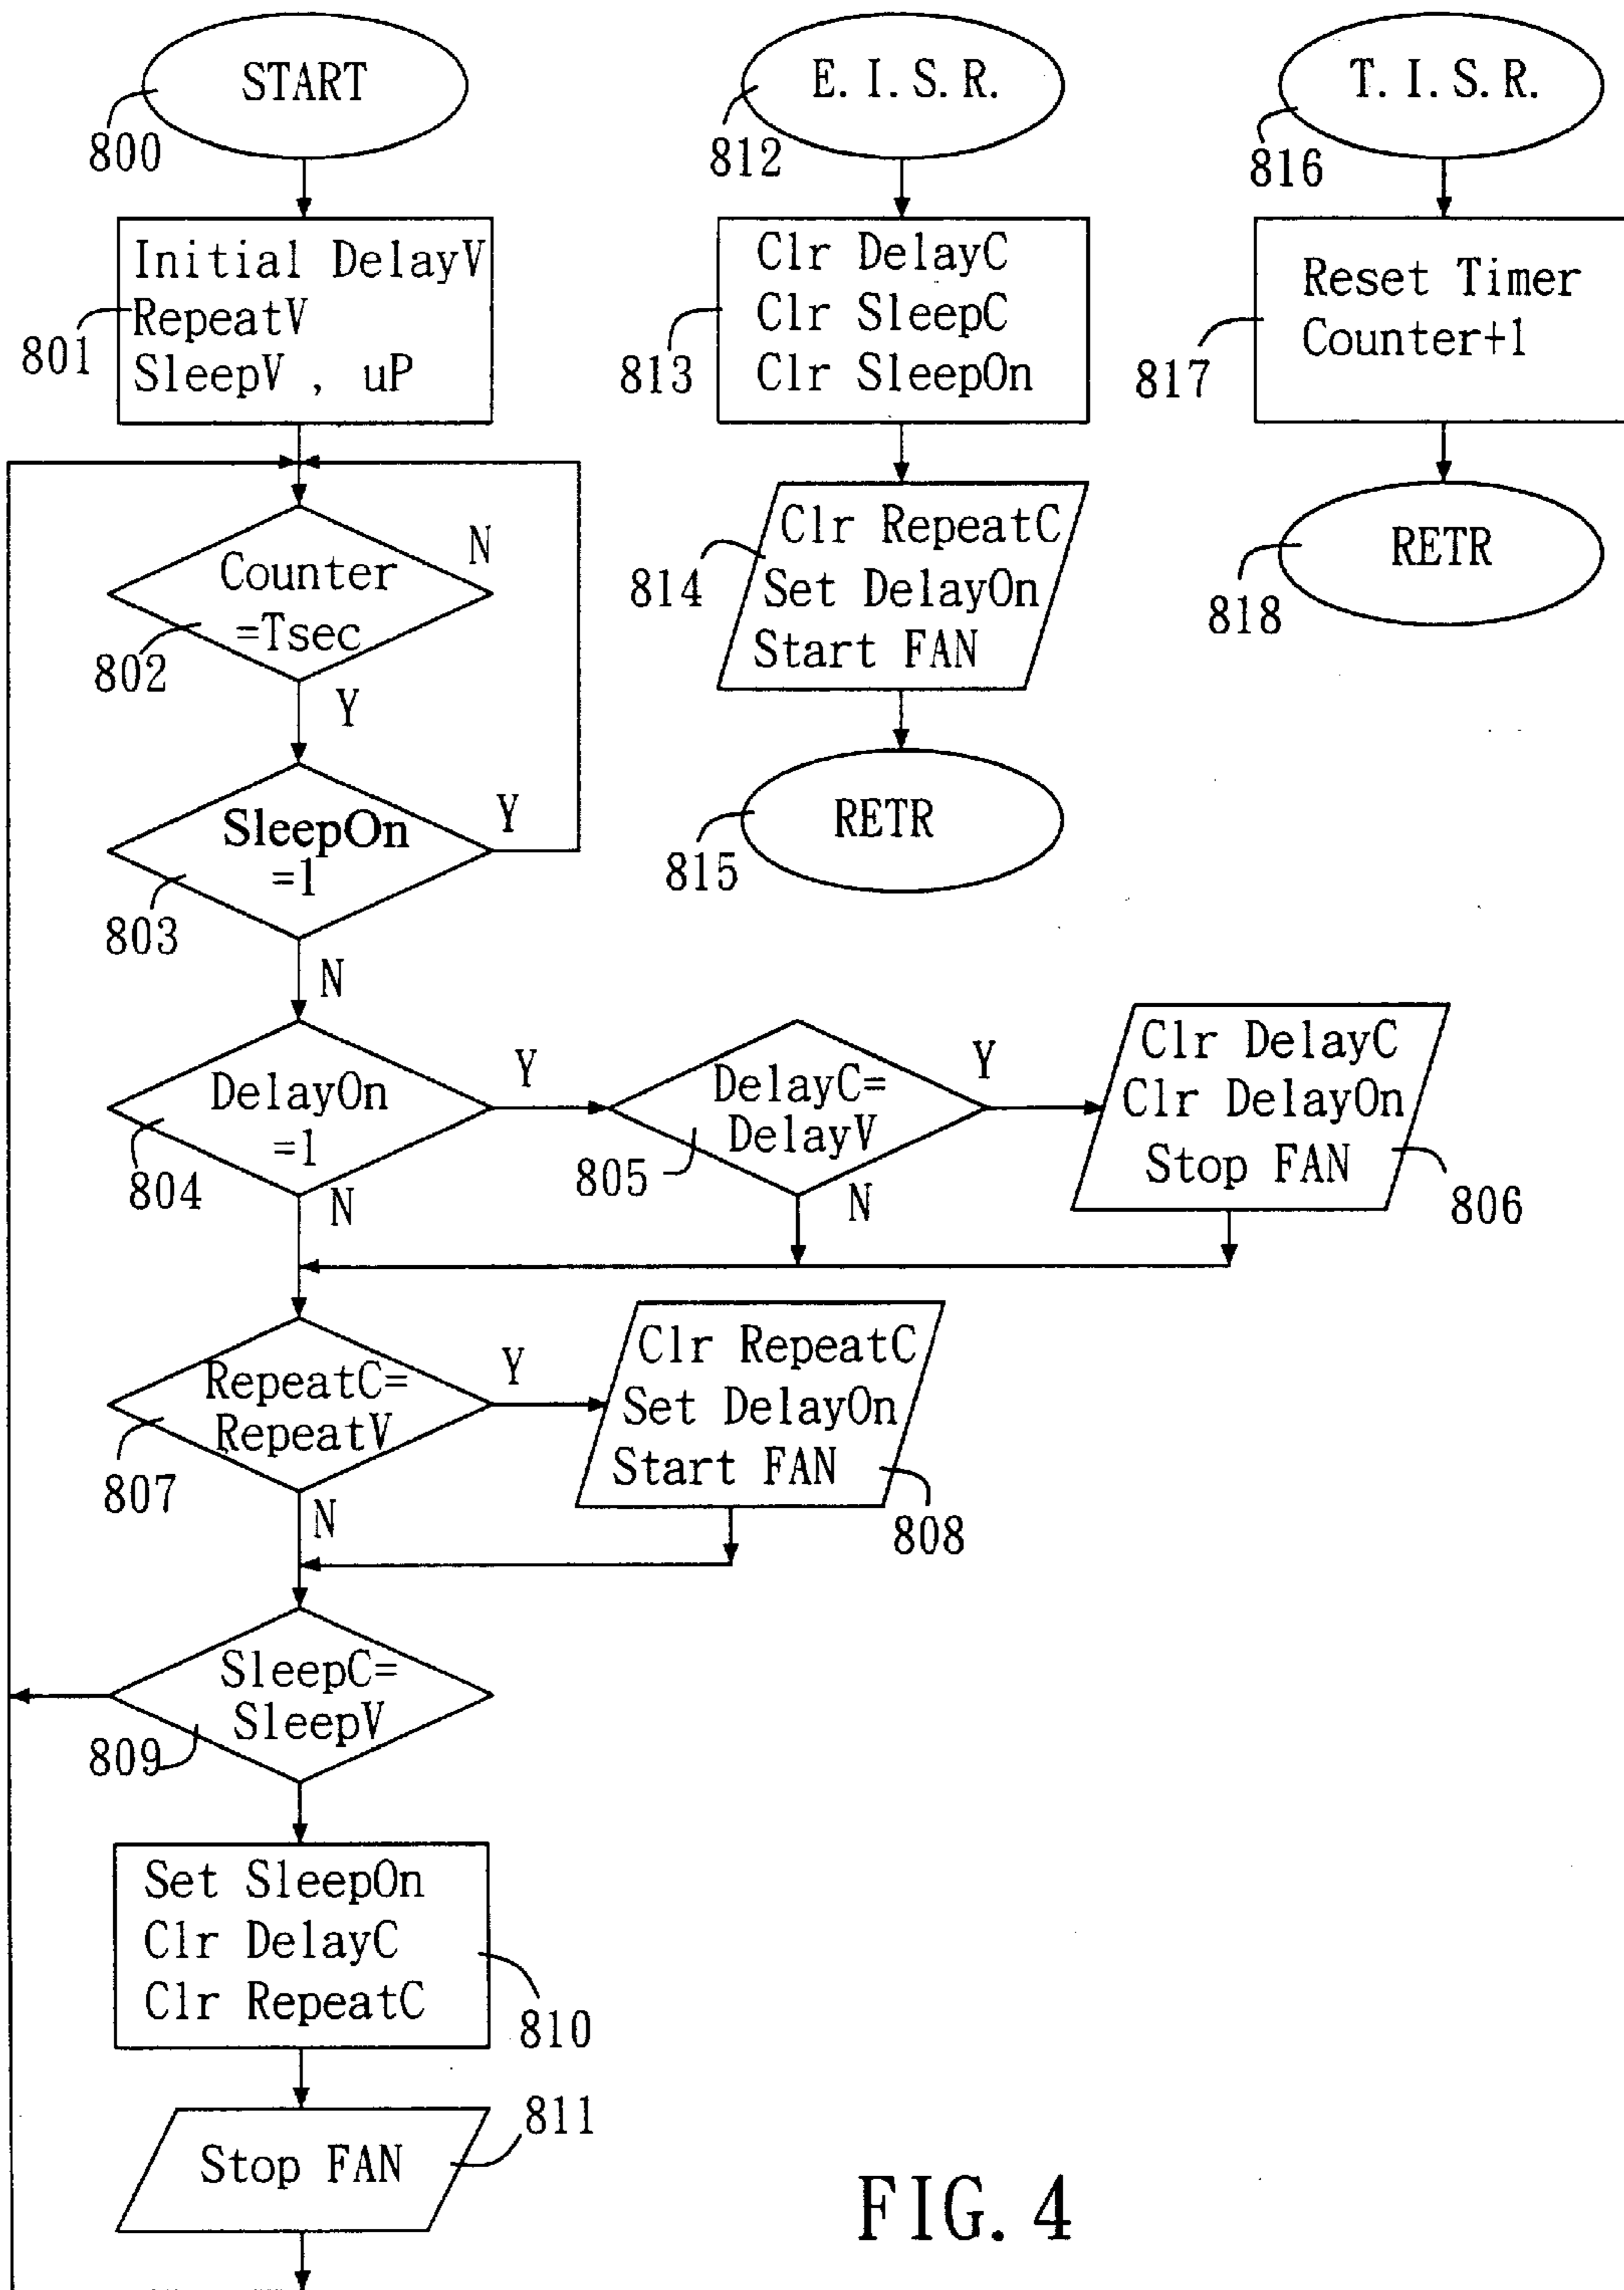 START
800
Initial DelayV
RepeatV
SleepV , uP
801
Counter
=Tsec
N
802
Y
SleepOn
=1
Y
803
N
DelayOn
=1
Y
804
N
DelayC=
DelayV
Y
805
N
Clr DelayC
Clr DelayOn
Stop FAN
806
RepeatC=
RepeatV
Y
807
N
Clr RepeatC
Set DelayOn
Start FAN
808
SleepC=
SleepV
809
Set SleepOn
Clr DelayC
Clr RepeatC
810
Stop FAN
811
E. I. S. R.
812
Clr DelayC
Clr SleepC
Clr SleepOn
813
Clr RepeatC
Set DelayOn
Start FAN
814
RETR
815
T. I. S. R.
816
Reset Timer
Counter+1
817
RETR
818
FIG. 4